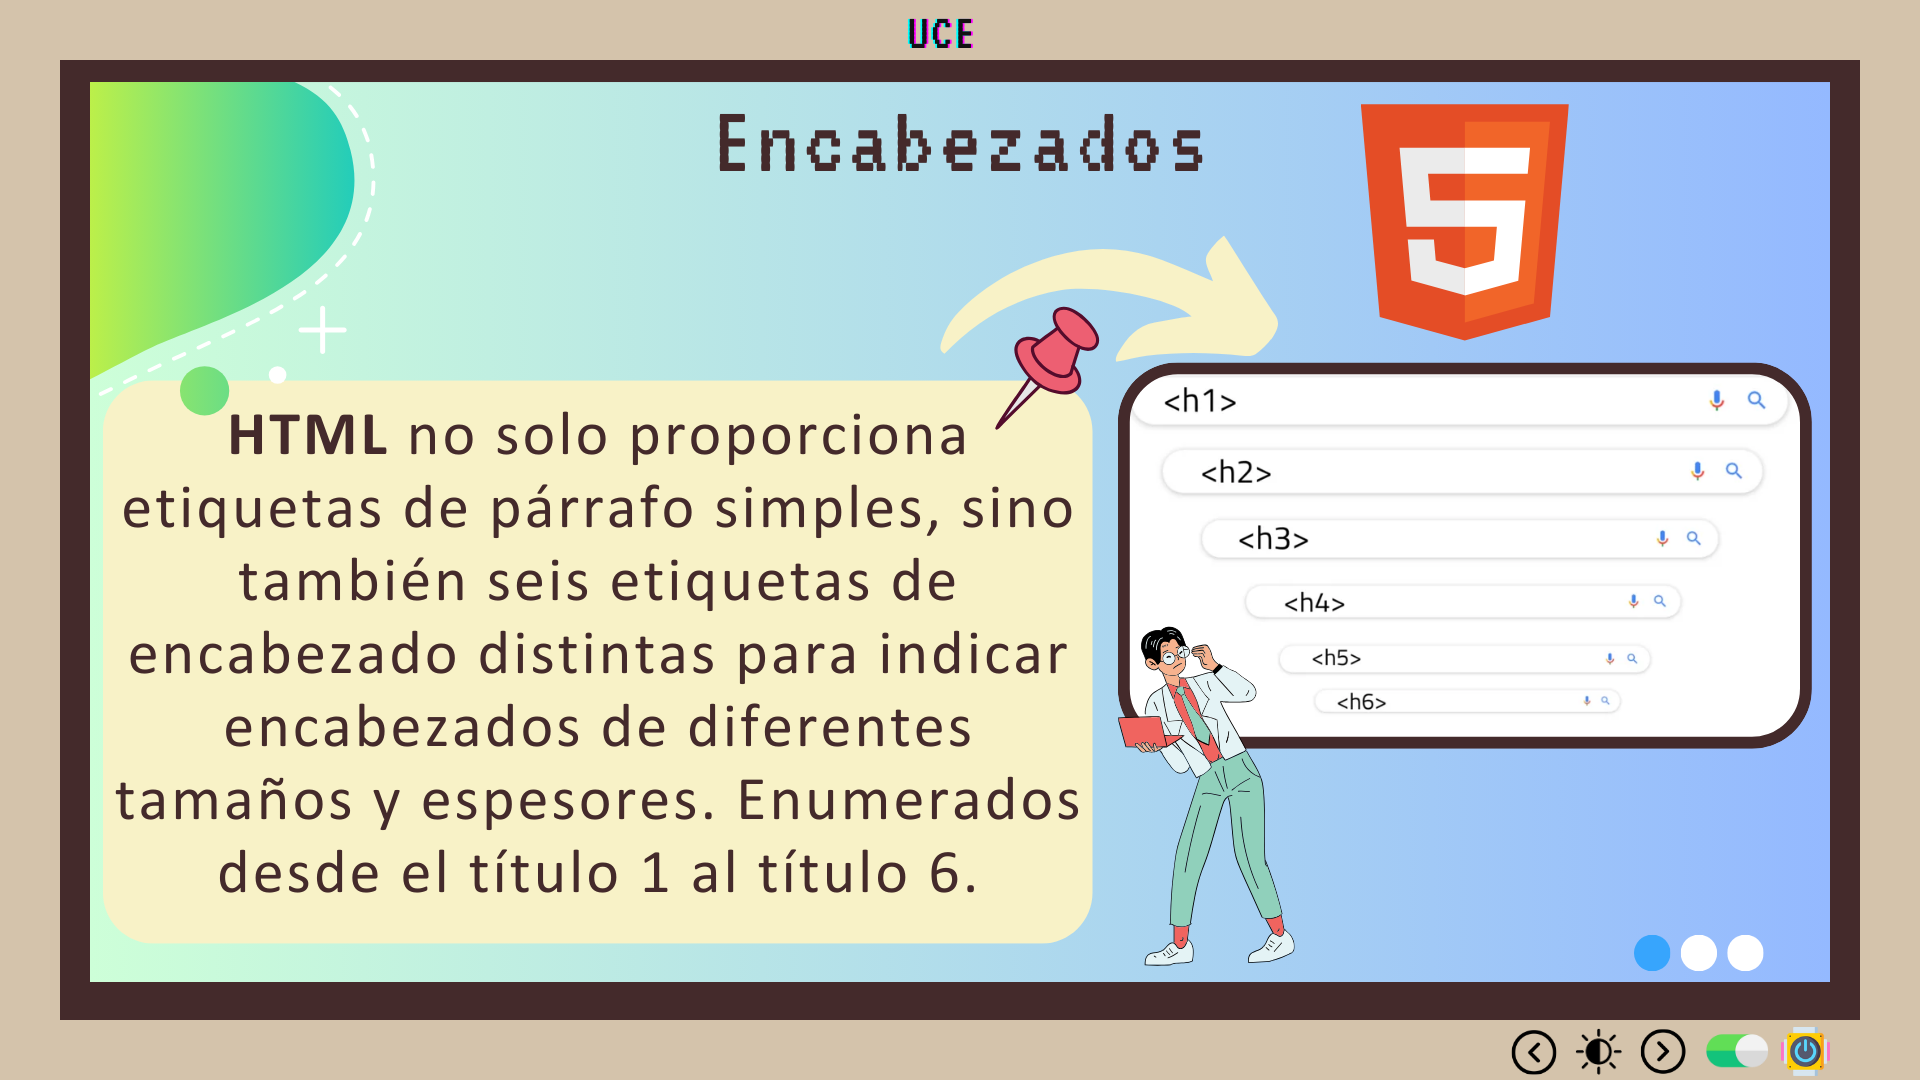 UCE
Encabezados
HTML no solo proporciona
etiquetas de párrafo simples, sino
también seis etiquetas de
encabezado distintas para indicar
encabezados de diferentes
tamaños y espesores. Enumerados
desde el título 1 al título 6.
<h1>
<h2>
<h3>
<h4>
<h5>
<h6>